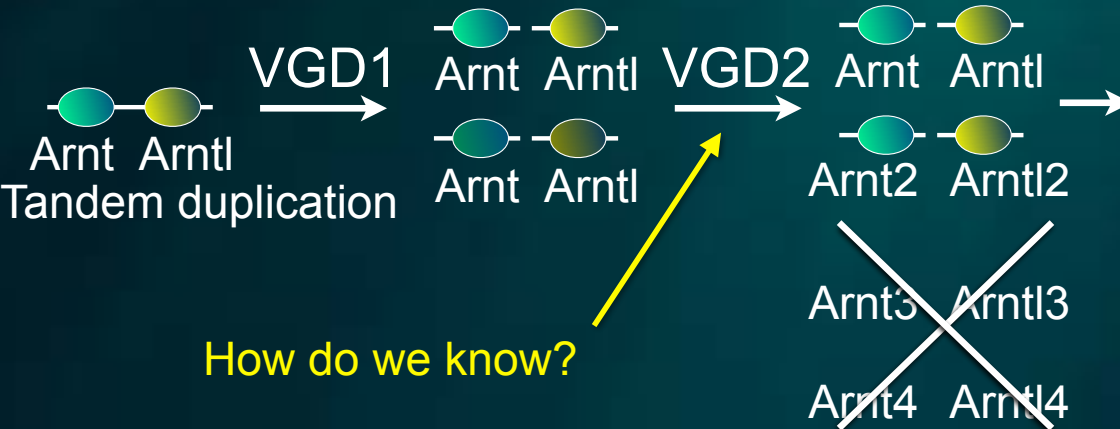 VGD1
VGD2
Arnt Arntl
Arnt Arntl
Arnt Arntl
Arnt Arntl
Tandem duplication
Arnt Arntl
Arnt2 Arntl2
Arnt3 Arntl3
How do we know?
Arnt4 Arntl4